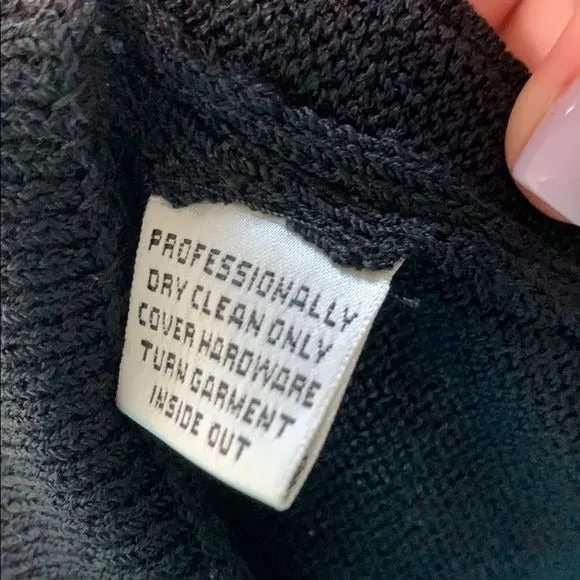 PROFESSIONALLY
DRY CLEAN ONLY
COVER HARDWARE
TURN GARMENT
INSIDE OUT